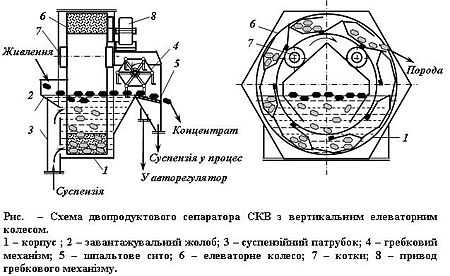 6
7
8
Живлення
4
5
2
3
Концентрат
Суспензія у процес
У авторегулятор
1
Суспензія
6
7
Порода
1
Рис. – Схема двопродуктового сепаратора СКВ з вертикальним елеваторним
колесом.
1 – корпус ; 2 – завантажувальний жолоб; 3 – суспензійний патрубок; 4 – гребковий
механізм; 5 – шпальтове сито; 6 – елеваторне колесо; 7 – котки; 8 – привод
гребкового механізму.